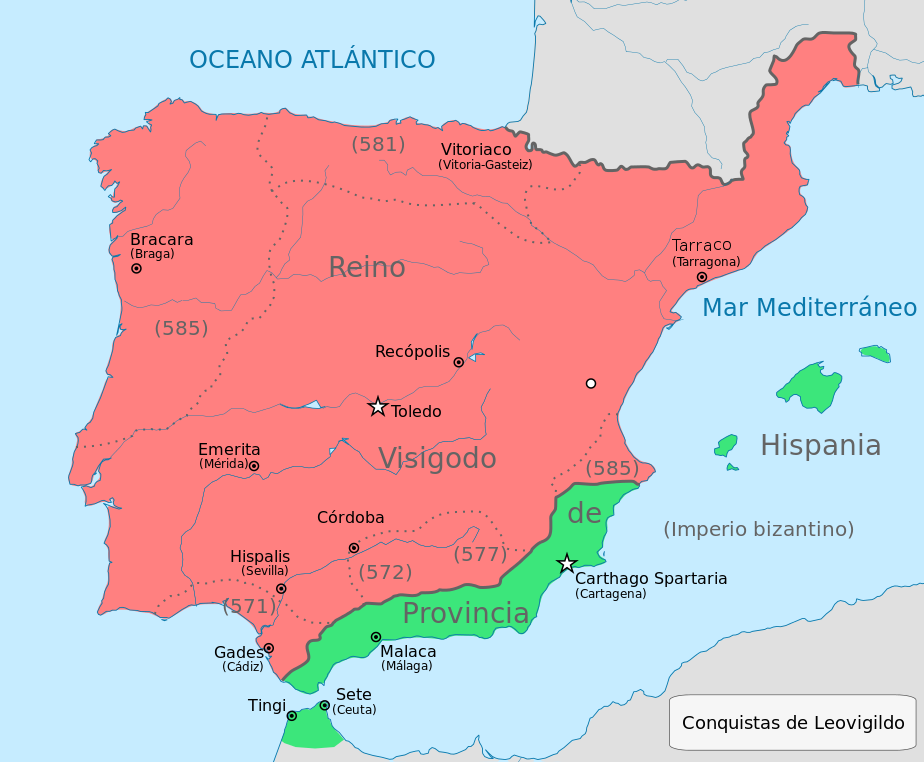 OCEANO ATLÁNTICO
(581)
Vitoriaco
(Vitoria-Gasteiz)
Bracara
(Braga)
Tarraco
(Tarragona)
Reino
Mar Mediterráneo
(585)
Recópolis
Toledo
Emerita
(Mérida)
Visigodo
Hispania
(585)
Córdoba
de
(Imperio bizantino)
Hispalis
(Sevilla)
(577)
(572)
Carthago Spartaria
(Cartagena)
(571)
Provincia
Gades
(Cádiz)
Malaca
(Málaga)
Tingi
Sete
(Ceuta)
Conquistas de Leovigildo